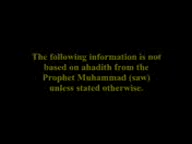 The following information is not
based on ahadith from the
Prophet Muhammad (saw)
unless stated otherwise.